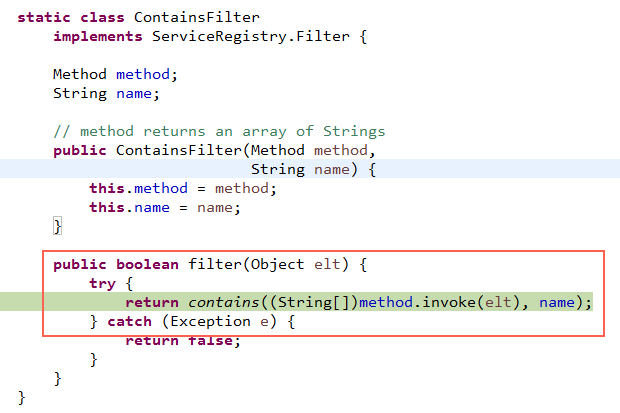 static class ContainsFilter
    implements ServiceRegistry.Filter {

    Method method;
    String name;

    // method returns an array of Strings
    public ContainsFilter(Method method,
                          String name) {
        this.method = method;
        this.name = name;
    }

    public boolean filter(Object elt) {
        try {
            return contains((String[])method.invoke(elt), name);
        } catch (Exception e) {
            return false;
        }
    }
}